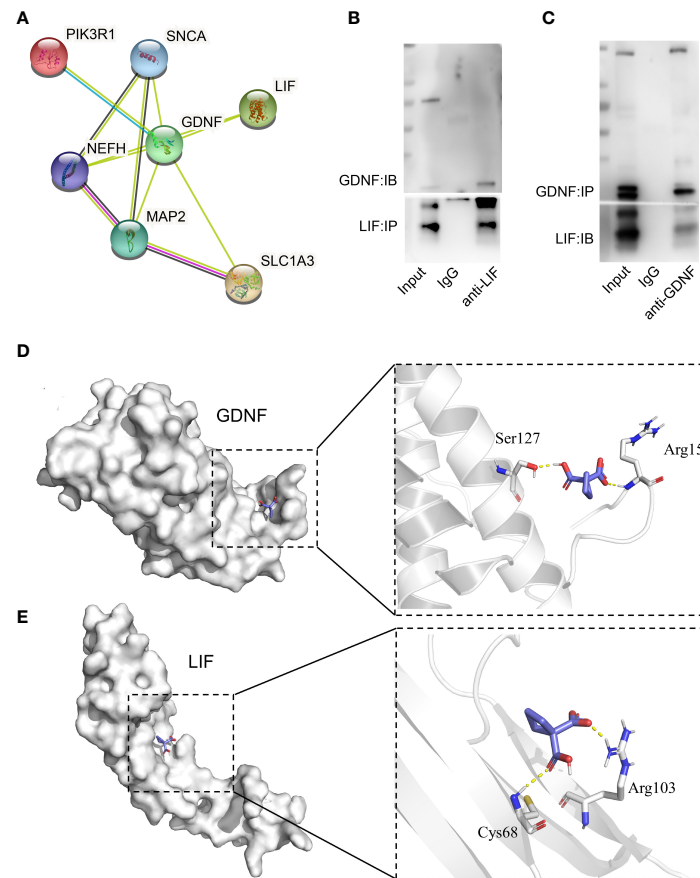 A
PIK3R1
SNCA
LIF
GDNF
NEFH
MAP2
SLC1A3
B
GDNF:IB
LIF:IP
Input
IgG
anti-LIF
C
GDNF:IP
LIF:IB
Input
IgG
anti-GDNF
D
GDNF
Ser127
Arg15
E
LIF
Arg103
Cys68